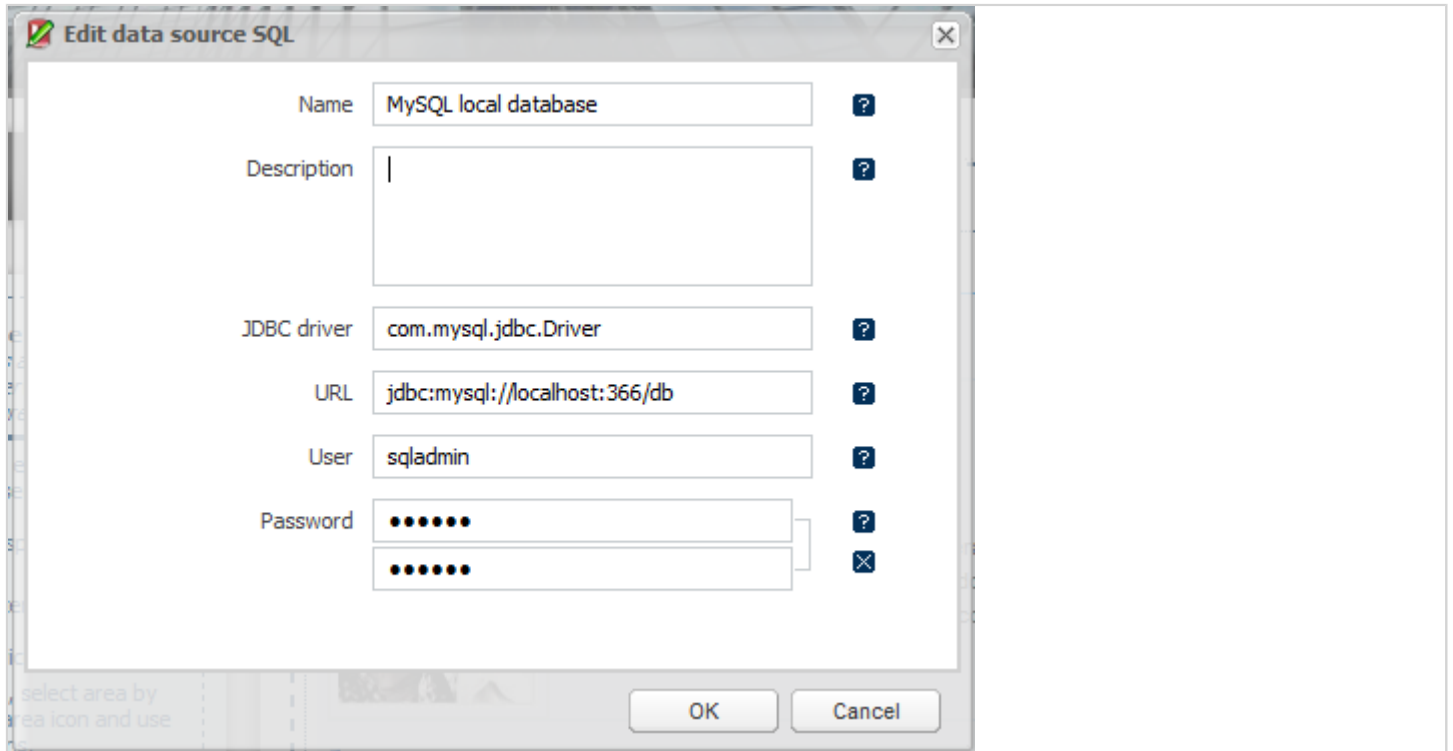 Edit data source SQL
Name MySQL local database
Description
JDBC driver com.mysql.jdbc.Driver
URL jdbc:mysql://localhost:366/db
User sqladmin
Password ••••••
••••••
select area by
area icon and use
OK Cancel